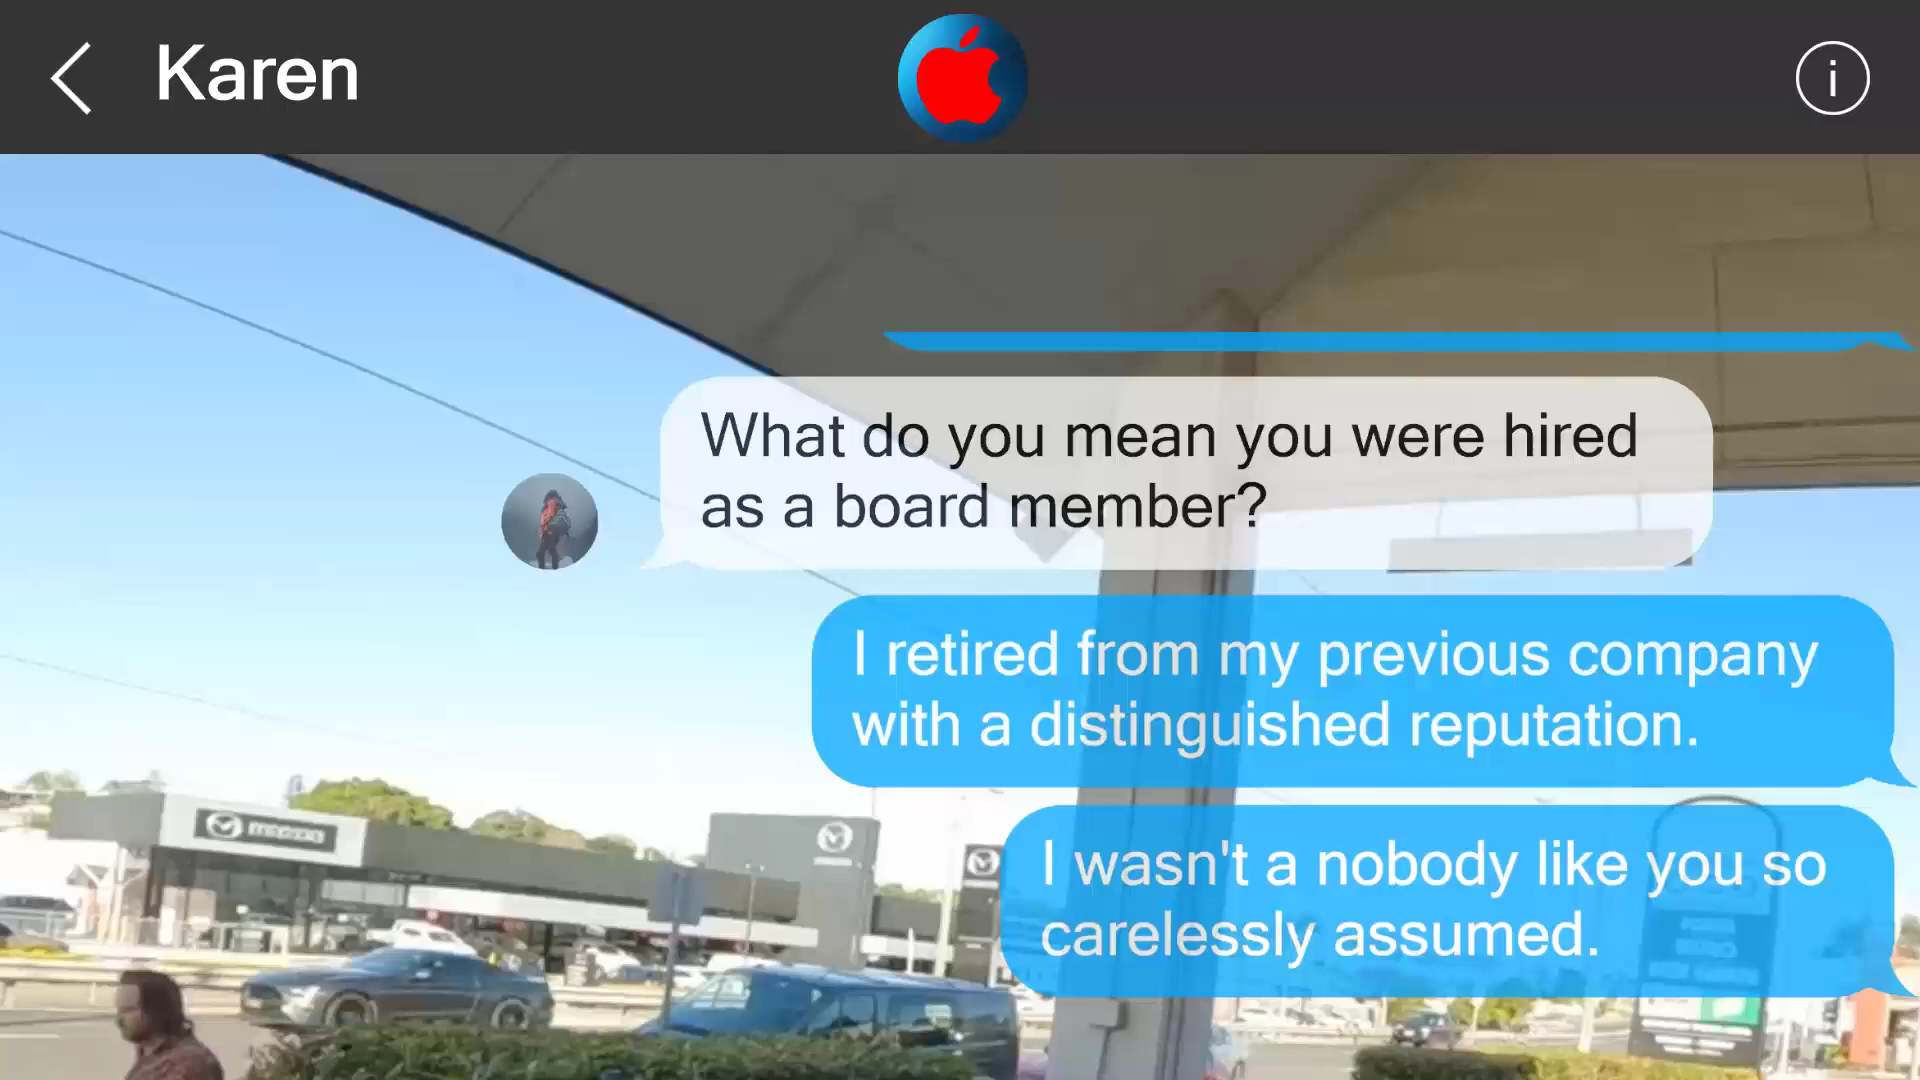 Karen
What do you mean you were hired
as a board member?
I retired from my previous company
with a distinguished reputation.
I wasn't a nobody like you so
carelessly assumed.